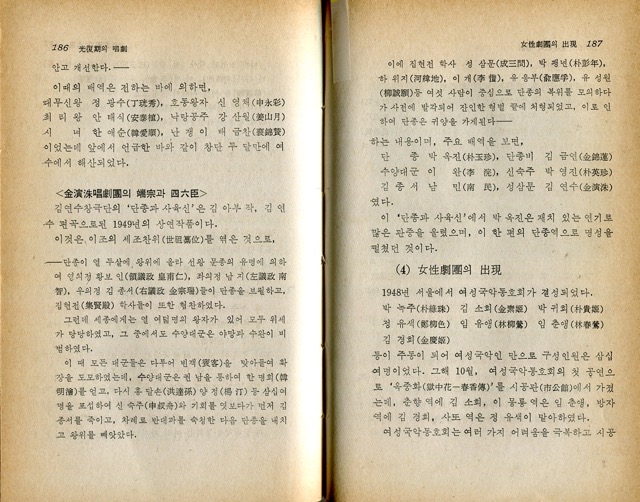 186 光復期의 唱劇
안고 개선한다. ——
이때의 배역은 전하는 바에 의하면,
대무신왕 정 광수(丁珖秀), 호동왕자 신 영채(申永彩)
최 리 왕 안 태식(安泰植), 낙랑공주 강 산월(姜山月)
시 녀 한 애순(韓愛順), 난 쟁 이 배 금찬(裵錦贊)
이었는데 앞에서 언급한 바와 같이 창단 두 달만에 여
수에서 해산되었다.
<金演洙唱劇團의 端宗과 四六臣>
김연수창극단의 '단종과 사육신'은 김 아부 작, 김 연
수 편곡으로된 1949년의 상연작품이다.
이것은 이조의 세조찬위(世祖簒位)를 엮은 것으로,
——단종이 열 두살에 왕위에 올라 선왕 문종의 유명에 의하
여 영의정 황보 인(領議政 皇甫仁), 좌의정 남 지(左議政 南
智), 우의정 김 종서(右議政 金宗瑞)들이 단종을 보필하고,
집현전(集賢殿) 학사들이 또한 협찬하였다.
그런데 세종에게는 열 여덟명의 왕자가 있어 모두 위세
가 당당하였고, 그 중에서도 수양대군은 야망과 수완이 비
범하였다.
이 때 모든 대군들은 다투어 빈객(賓客)을 맞아들여 확
장을 도모하였는데, 수양대군은 권 남을 통하여 한 명회(韓
明澮)를 얻고, 다시 홍 달손(洪達孫) 양 정(楊 汀) 등 삼십여
명을 포섭하여 신 숙주(申叔舟)와 기회를 엿보다가 먼저 김
종서를 죽이고, 차례로 반대파를 숙청한 다음 단종을 내치
고 왕위를 빼앗았다.
女性劇團의 出現 187
이에 집현전 학사 성 삼문(成三問), 박 팽년(朴彭年),
하 위지(河緯地), 이 개(李 塏), 유 응부(兪應孚), 유 성원
(柳誠源) 등 여섯 사람이 중심으로 단종의 복위를 모의하다
가 사전에 발각되어 잔인한 형벌 끝에 처형되었고, 이로 인
하여 단종은 귀양을 가게된다——
하는 내용이며, 주요 배역을 보면,
단 종 박 옥진(朴玉珍), 단종비 김 금연(金錦蓮)
수양대군 이 완(李 浣), 신숙주 박 영진(朴英珍)
김 종 서 남 민(南 民), 성삼문 김 연수(金演洙)
였다.
이 '단종과 사육신'에서 박 옥진은 재치 있는 연기로
많은 관중을 울렸으며, 이 한 편의 단종역으로 명성을
떨쳤던 것이다.
(4) 女性劇團의 出現
1948년 서울에서 여성국악동호회가 결성되었다.
박 녹주(朴綠珠) 김 소희(金素姬) 박 귀희(朴貴姬)
정 유색(鄭柳色) 임 유앵(林柳鶯) 임 춘앵(林春鶯)
김 경희(金慶姬)
등이 주동이 되어 여성국악인 만으로 구성인원은 삼십
여명이었다. 그해 10월, 여성국악동호회의 첫 공연으
로 '옥중화(獄中花—春香傳)'를 시공관(市公館)에서 가졌
는데, 춘향 역에 김 소희, 이 몽룡 역은 임 춘앵, 방자
역에 김 경희, 사또 역은 정 유색이 맡아하였다.
여성국악동호회는 여러 가지 어려움을 극복하고 시공